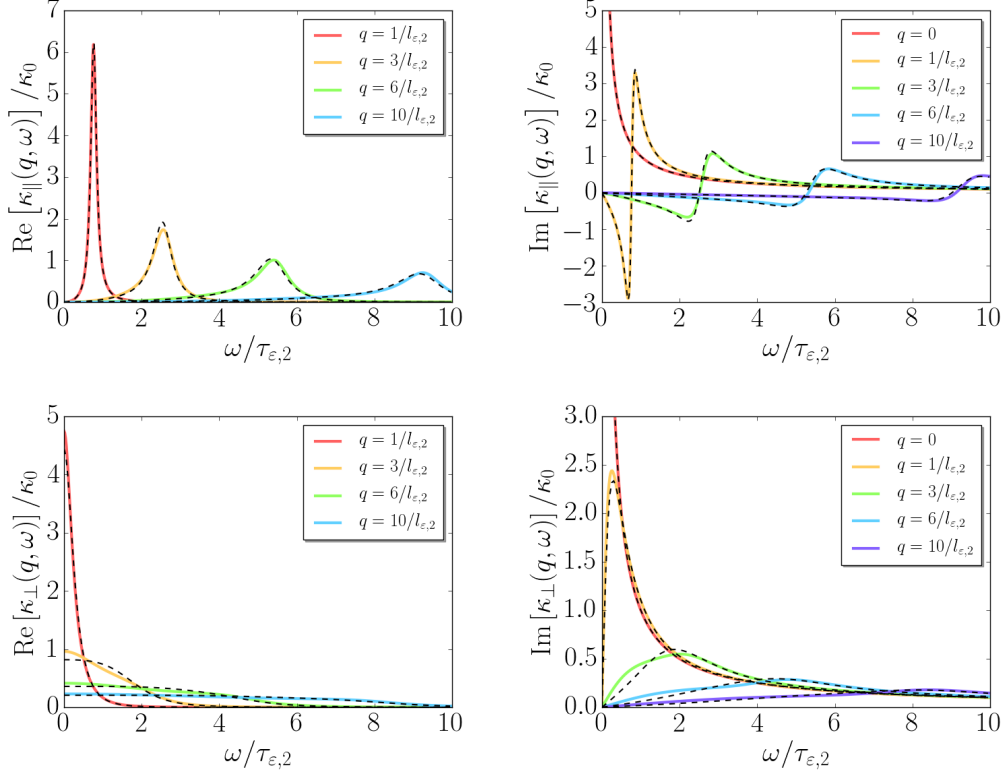 Re [κ∥(q, ω)] /κ0
7
6
5
4
3
2
1
0
0 2 4 6 8 10
ω/τε,2
q = 1/lε,2
q = 3/lε,2
q = 6/lε,2
q = 10/lε,2
Im [κ∥(q, ω)] /κ0
5
4
3
2
1
0
−1
−2
−3
0 2 4 6 8 10
ω/τε,2
q = 0
q = 1/lε,2
q = 3/lε,2
q = 6/lε,2
q = 10/lε,2
Re [κ⊥(q, ω)] /κ0
5
4
3
2
1
0
0 2 4 6 8 10
ω/τε,2
q = 1/lε,2
q = 3/lε,2
q = 6/lε,2
q = 10/lε,2
Im [κ⊥(q, ω)] /κ0
3.0
2.5
2.0
1.5
1.0
0.5
0.0
0 2 4 6 8 10
ω/τε,2
q = 0
q = 1/lε,2
q = 3/lε,2
q = 6/lε,2
q = 10/lε,2